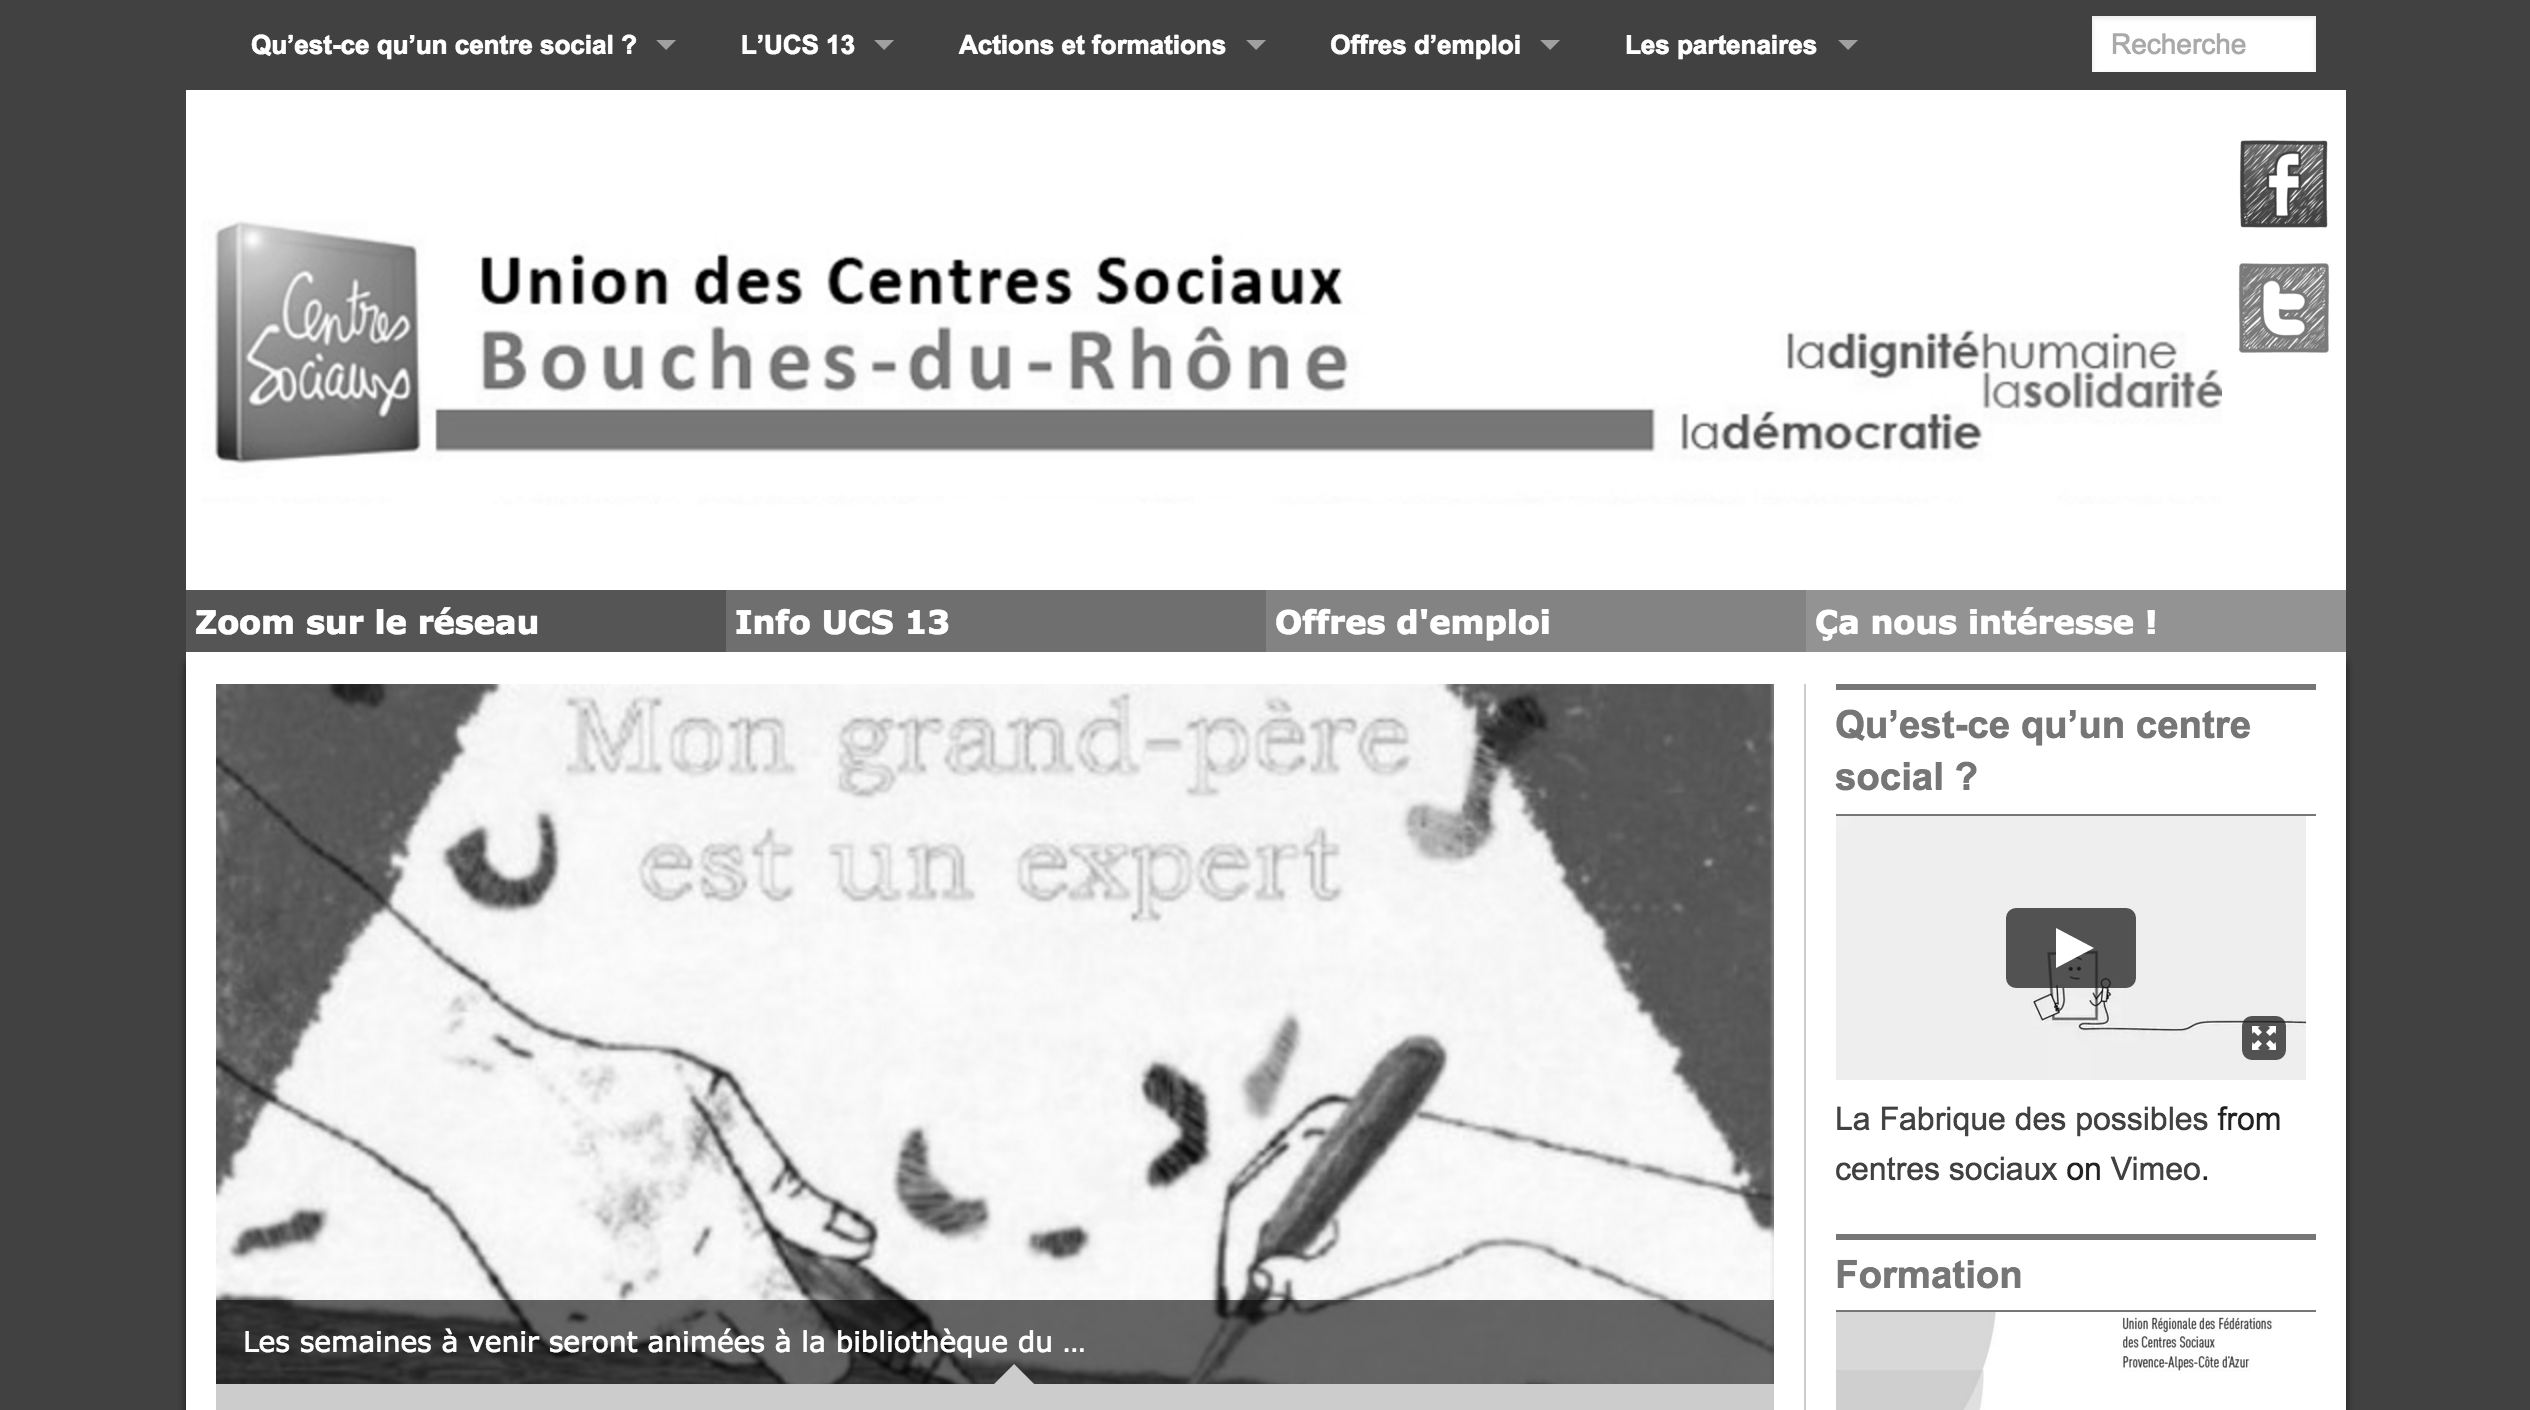 Qu’est-ce qu’un centre social ?
L’UCS 13
Actions et formations
Offres d’emploi
Les partenaires
Recherche
Centres
Sociaux
Union des Centres Sociaux
Bouches-du-Rhône
ladignitéhumaine
lasolidarité
ladémocratie
Zoom sur le réseau
Info UCS 13
Offres d'emploi
Ça nous intéresse !
Mon grand-père
est un expert
Les semaines à venir seront animées à la bibliothèque du ...
Qu’est-ce qu’un centre
social ?
La Fabrique des possibles from
centres sociaux on Vimeo.
Formation
Union Régionale des Fédérations
des Centres Sociaux
Provence-Alpes-Côte d'Azur